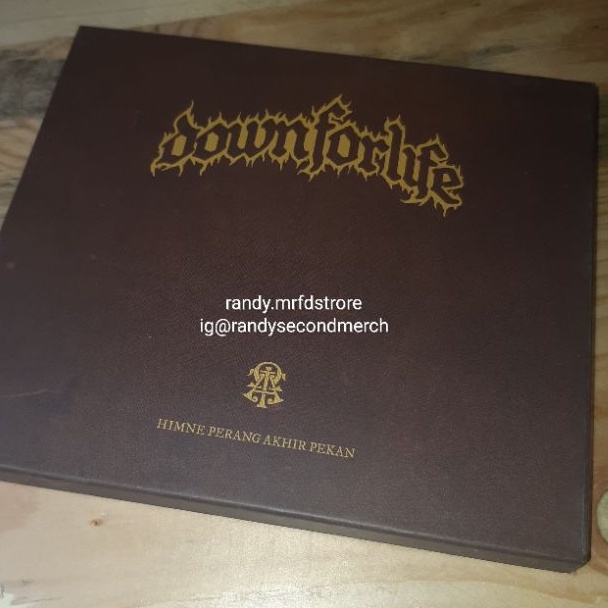 downforlife
randy.mrfdstrore
ig@randysecondmerch
HIMNE PERANG AKHIR PEKAN